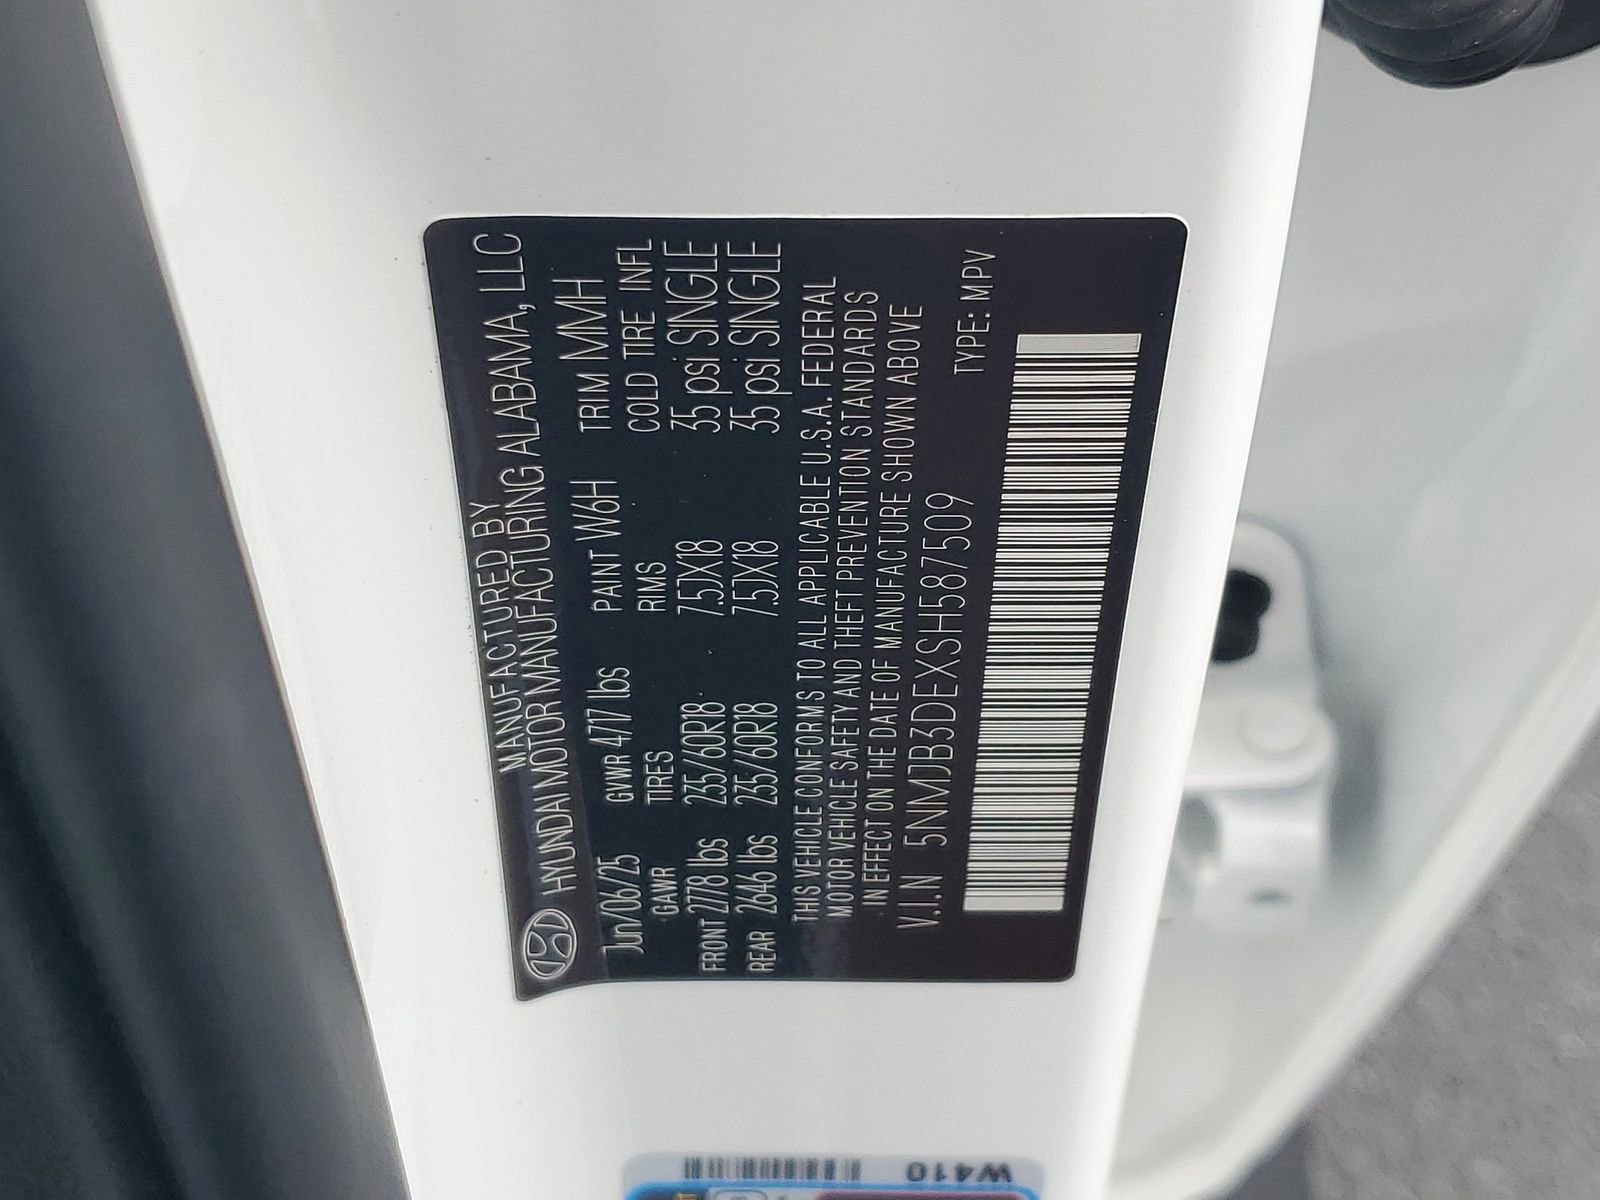 MANUFACTURED BY
HYUNDAI MOTOR MANUFACTURING ALABAMA, LLC
Jun/06/25 GVWR 4717 lbs PAINT W6H TRIM MMH
GAWR TIRES RIMS COLD TIRE INFL
FRONT 2778 lbs 235/60R18 7.5JX18 35 psi SINGLE
REAR 2646 lbs 235/60R18 7.5JX18 35 psi SINGLE
THIS VEHICLE CONFORMS TO ALL APPLICABLE U.S.A. FEDERAL
MOTOR VEHICLE SAFETY AND THEFT PREVENTION STANDARDS
IN EFFECT ON THE DATE OF MANUFACTURE SHOWN ABOVE
V.I.N 5NMJB3DEXSH587509 TYPE: MPV
W410